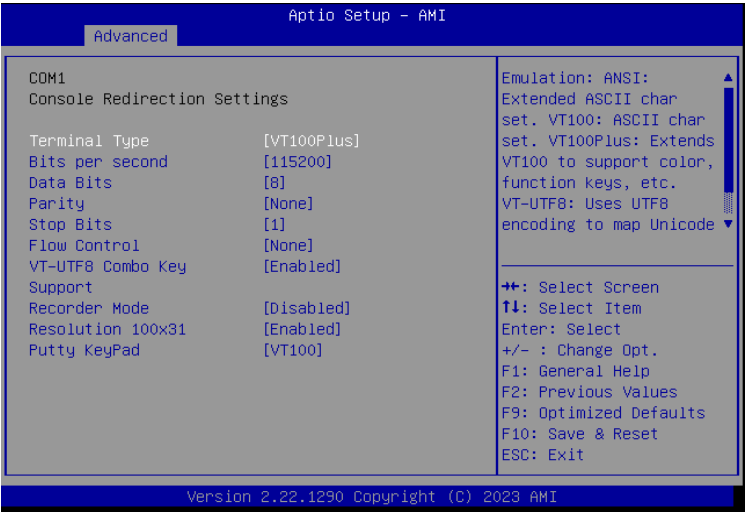 Aptio Setup – AMI
Advanced
COM1
Console Redirection Settings
Terminal Type [VT100Plus]
Bits per second [115200]
Data Bits [8]
Parity [None]
Stop Bits [1]
Flow Control [None]
VT-UTF8 Combo Key [Enabled]
Support
Recorder Mode [Disabled]
Resolution 100x31 [Enabled]
Putty KeyPad [VT100]
Emulation: ANSI:
Extended ASCII char
set. VT100: ASCII char
set. VT100Plus: Extends
VT100 to support color,
function keys, etc.
VT-UTF8: Uses UTF8
encoding to map Unicode
→←: Select Screen
↑↓: Select Item
Enter: Select
+/- : Change Opt.
F1: General Help
F2: Previous Values
F9: Optimized Defaults
F10: Save & Reset
ESC: Exit
Version 2.22.1290 Copyright (C) 2023 AMI